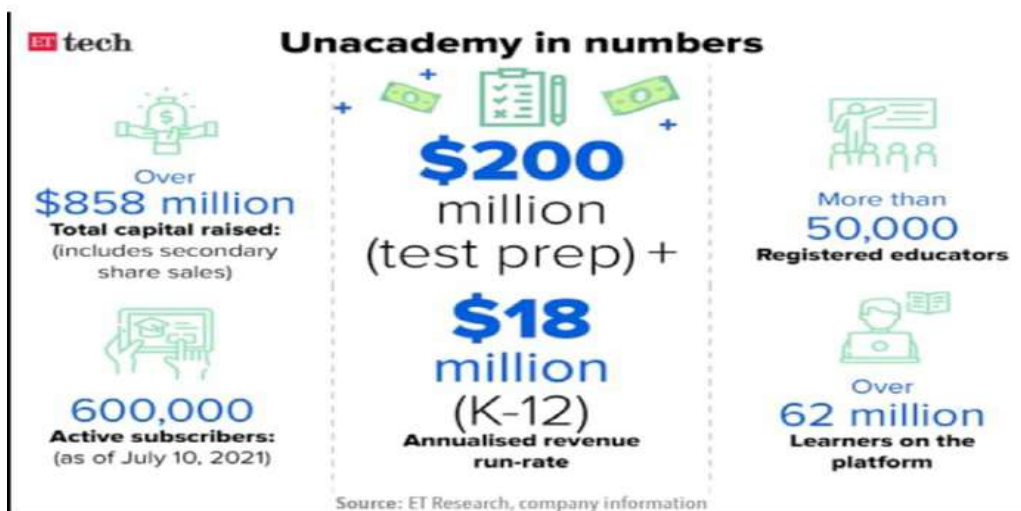 ET tech
Unacademy in numbers
Over
$858 million
Total capital raised:
(includes secondary
share sales)
600,000
Active subscribers:
(as of July 10, 2021)
$200
million
(test prep) +
$18
million
(K-12)
Annualised revenue
run-rate
More than
50,000
Registered educators
Over
62 million
Learners on the
platform
Source: ET Research, company information